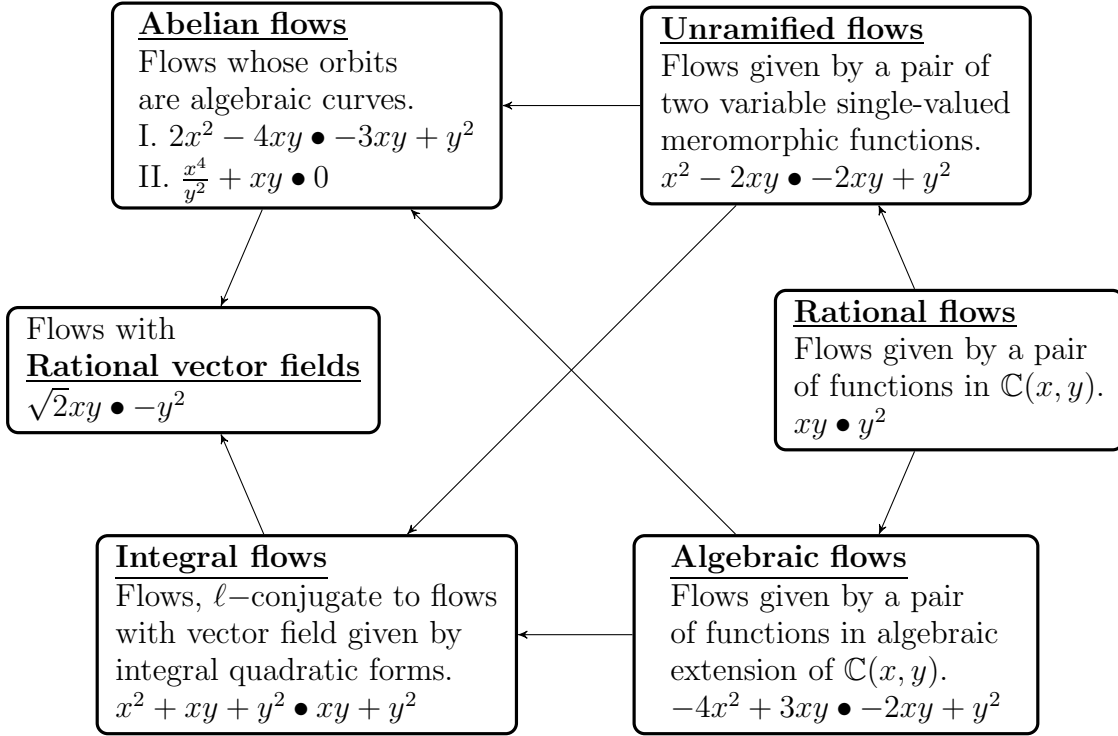 Abelian flows
Flows whose orbits
are algebraic curves.
I. 2x² − 4xy • −3xy + y²
II. x⁴/y² + xy • 0
Unramified flows
Flows given by a pair of
two variable single-valued
meromorphic functions.
x² − 2xy • −2xy + y²
Flows with
Rational vector fields
√2xy • −y²
Rational flows
Flows given by a pair
of functions in ℂ(x, y).
xy • y²
Integral flows
Flows, ℓ−conjugate to flows
with vector field given by
integral quadratic forms.
x² + xy + y² • xy + y²
Algebraic flows
Flows given by a pair
of functions in algebraic
extension of ℂ(x, y).
−4x² + 3xy • −2xy + y²